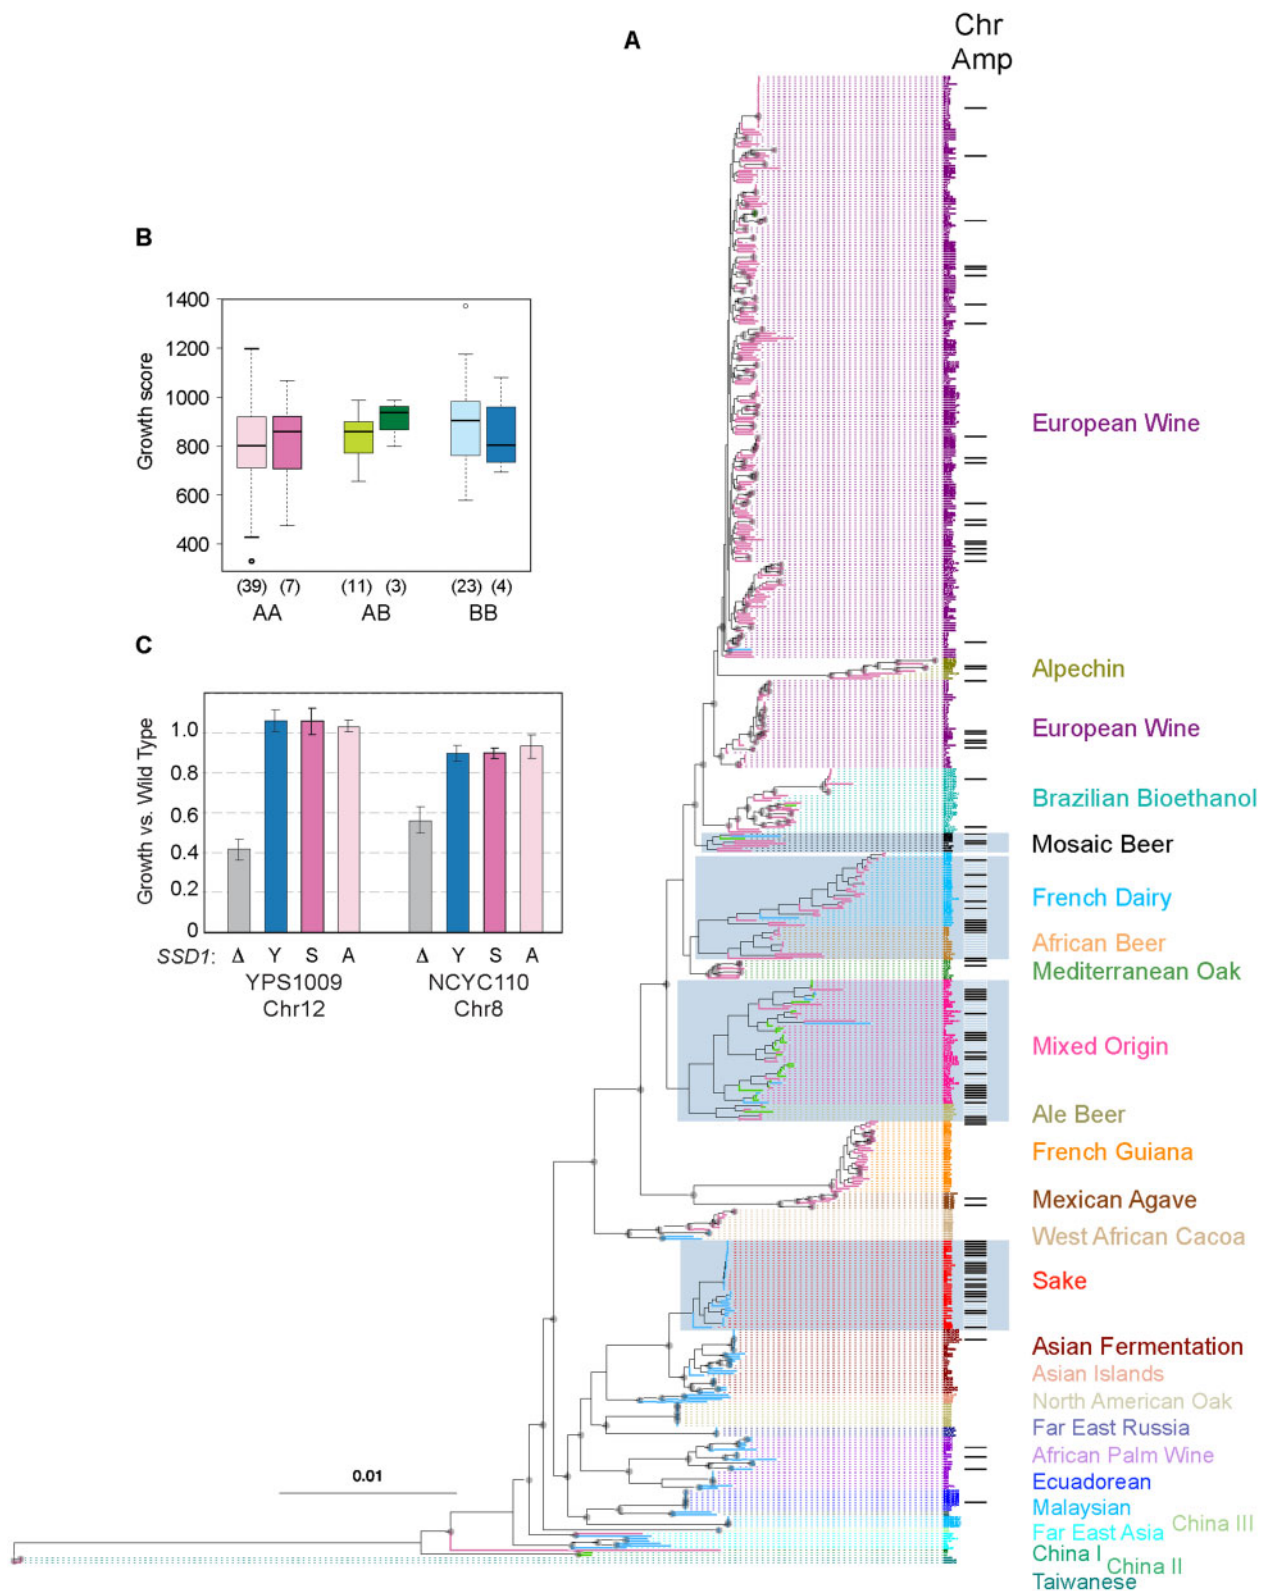 A
Chr
Amp
European Wine
Alpechin
European Wine
Brazilian Bioethanol
Mosaic Beer
French Dairy
African Beer
Mediterranean Oak
Mixed Origin
Ale Beer
French Guiana
Mexican Agave
West African Cacoa
Sake
Asian Fermentation
Asian Islands
North American Oak
Far East Russia
African Palm Wine
Ecuadorean
Malaysian
Far East Asia China III
China I China II
Taiwanese
0.01
B
Growth score
1400
1200
1000
800
600
400
(39) (7) (11) (3) (23) (4)
AA AB BB
C
Growth vs. Wild Type
1.0
0.8
0.6
0.4
0.2
0
SSD1: Δ Y S A Δ Y S A
YPS1009 NCYC110
Chr12 Chr8